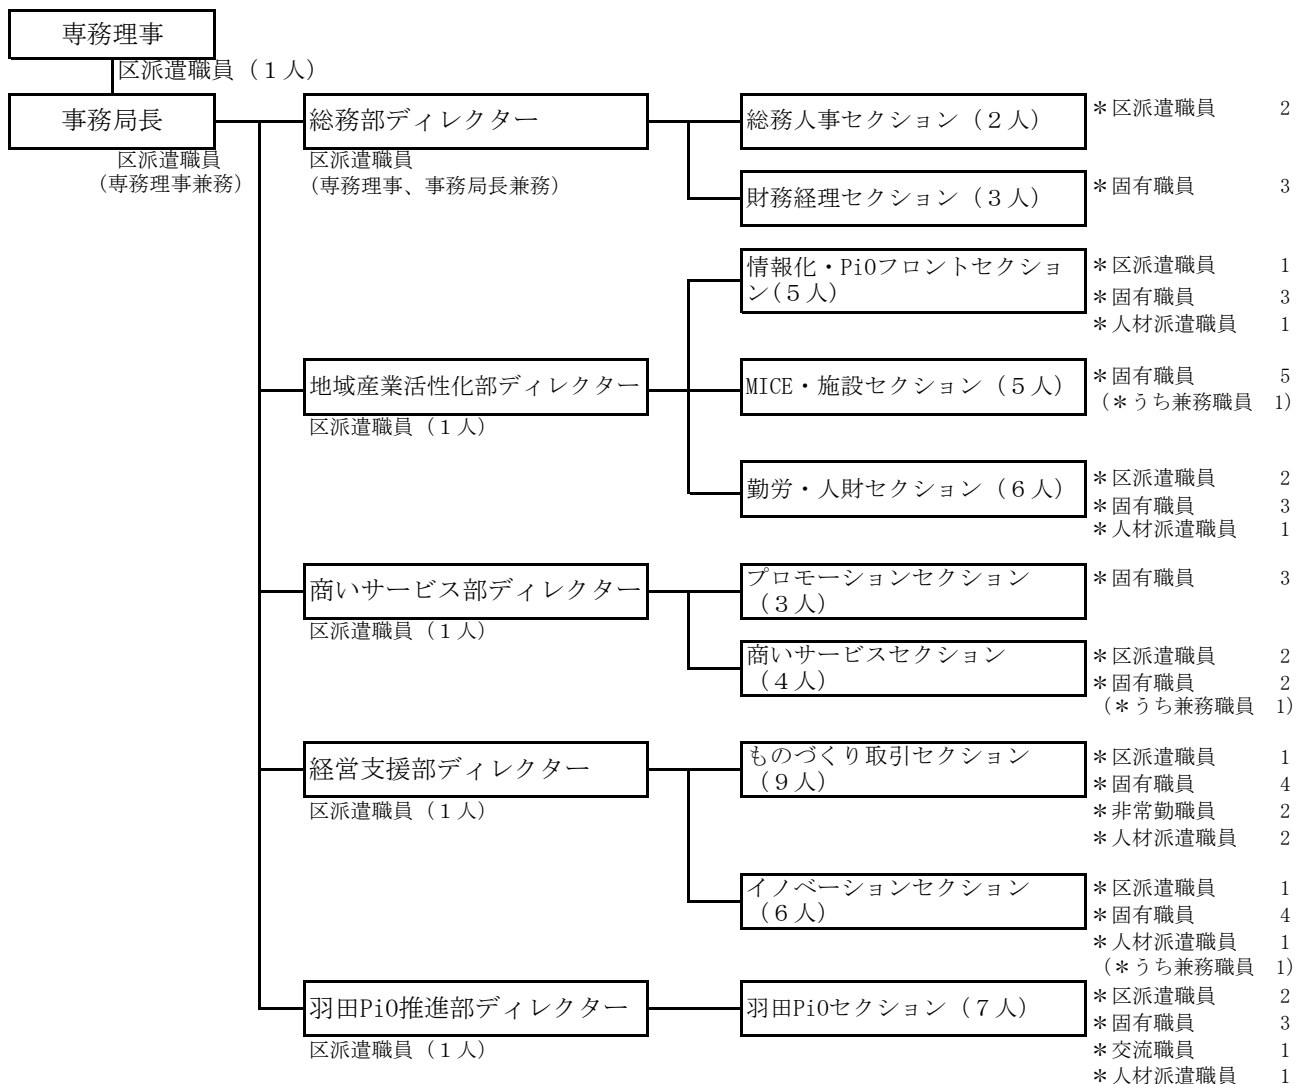 専務理事
区派遣職員（１人）
事務局長
区派遣職員
(専務理事兼務)
総務部ディレクター
区派遣職員
(専務理事、事務局長兼務)
総務人事セクション（２人）
＊区派遣職員 2
財務経理セクション（３人）
＊固有職員 3
情報化・PiOフロントセクショ
ン(５人)
＊区派遣職員 1
＊固有職員 3
＊人材派遣職員 1
地域産業活性化部ディレクター
区派遣職員（１人）
MICE・施設セクション（５人）
＊固有職員 5
(＊うち兼務職員 1)
勤労・人財セクション（６人）
＊区派遣職員 2
＊固有職員 3
＊人材派遣職員 1
商いサービス部ディレクター
区派遣職員（１人）
プロモーションセクション
（３人）
＊固有職員 3
商いサービスセクション
（４人）
＊区派遣職員 2
＊固有職員 2
(＊うち兼務職員 1)
経営支援部ディレクター
区派遣職員（１人）
ものづくり取引セクション
（９人）
＊区派遣職員 1
＊固有職員 4
＊非常勤職員 2
＊人材派遣職員 2
イノベーションセクション
（６人）
＊区派遣職員 1
＊固有職員 4
＊人材派遣職員 1
(＊うち兼務職員 1)
羽田PiO推進部ディレクター
区派遣職員（１人）
羽田PiOセクション（７人）
＊区派遣職員 2
＊固有職員 3
＊交流職員 1
＊人材派遣職員 1